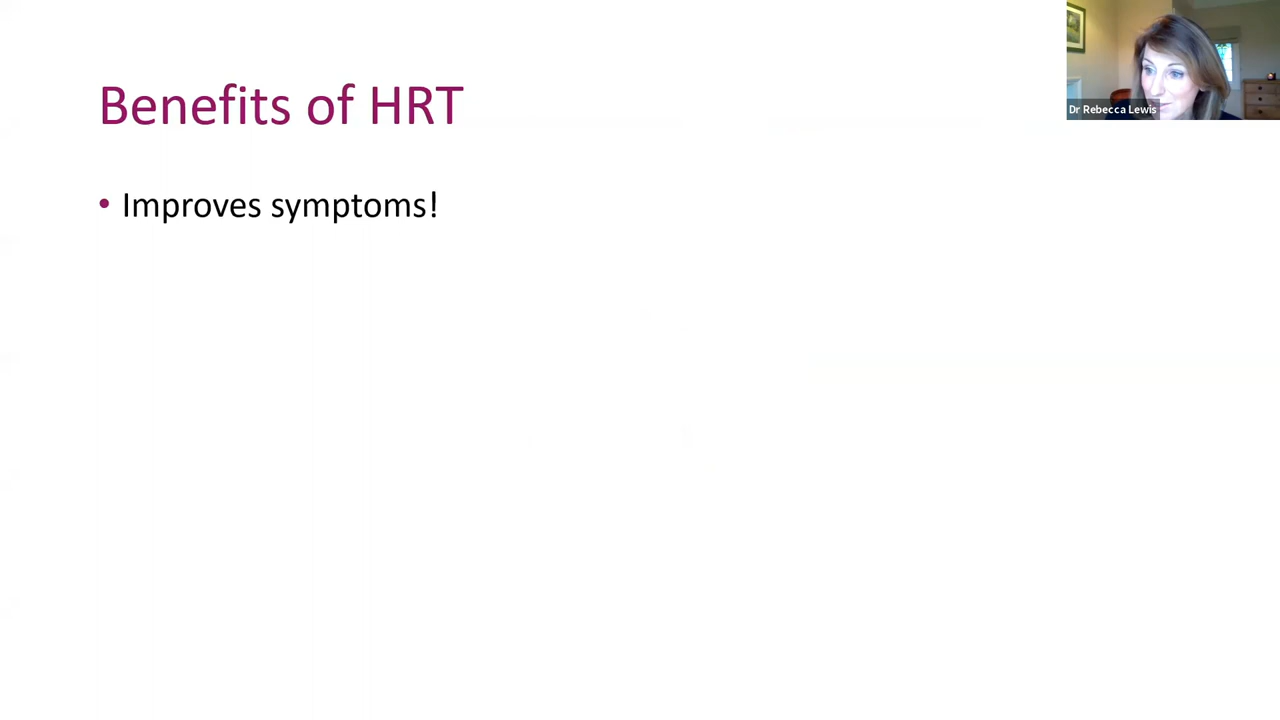 Benefits of HRT
• Improves symptoms!
Dr Rebecca Lewis